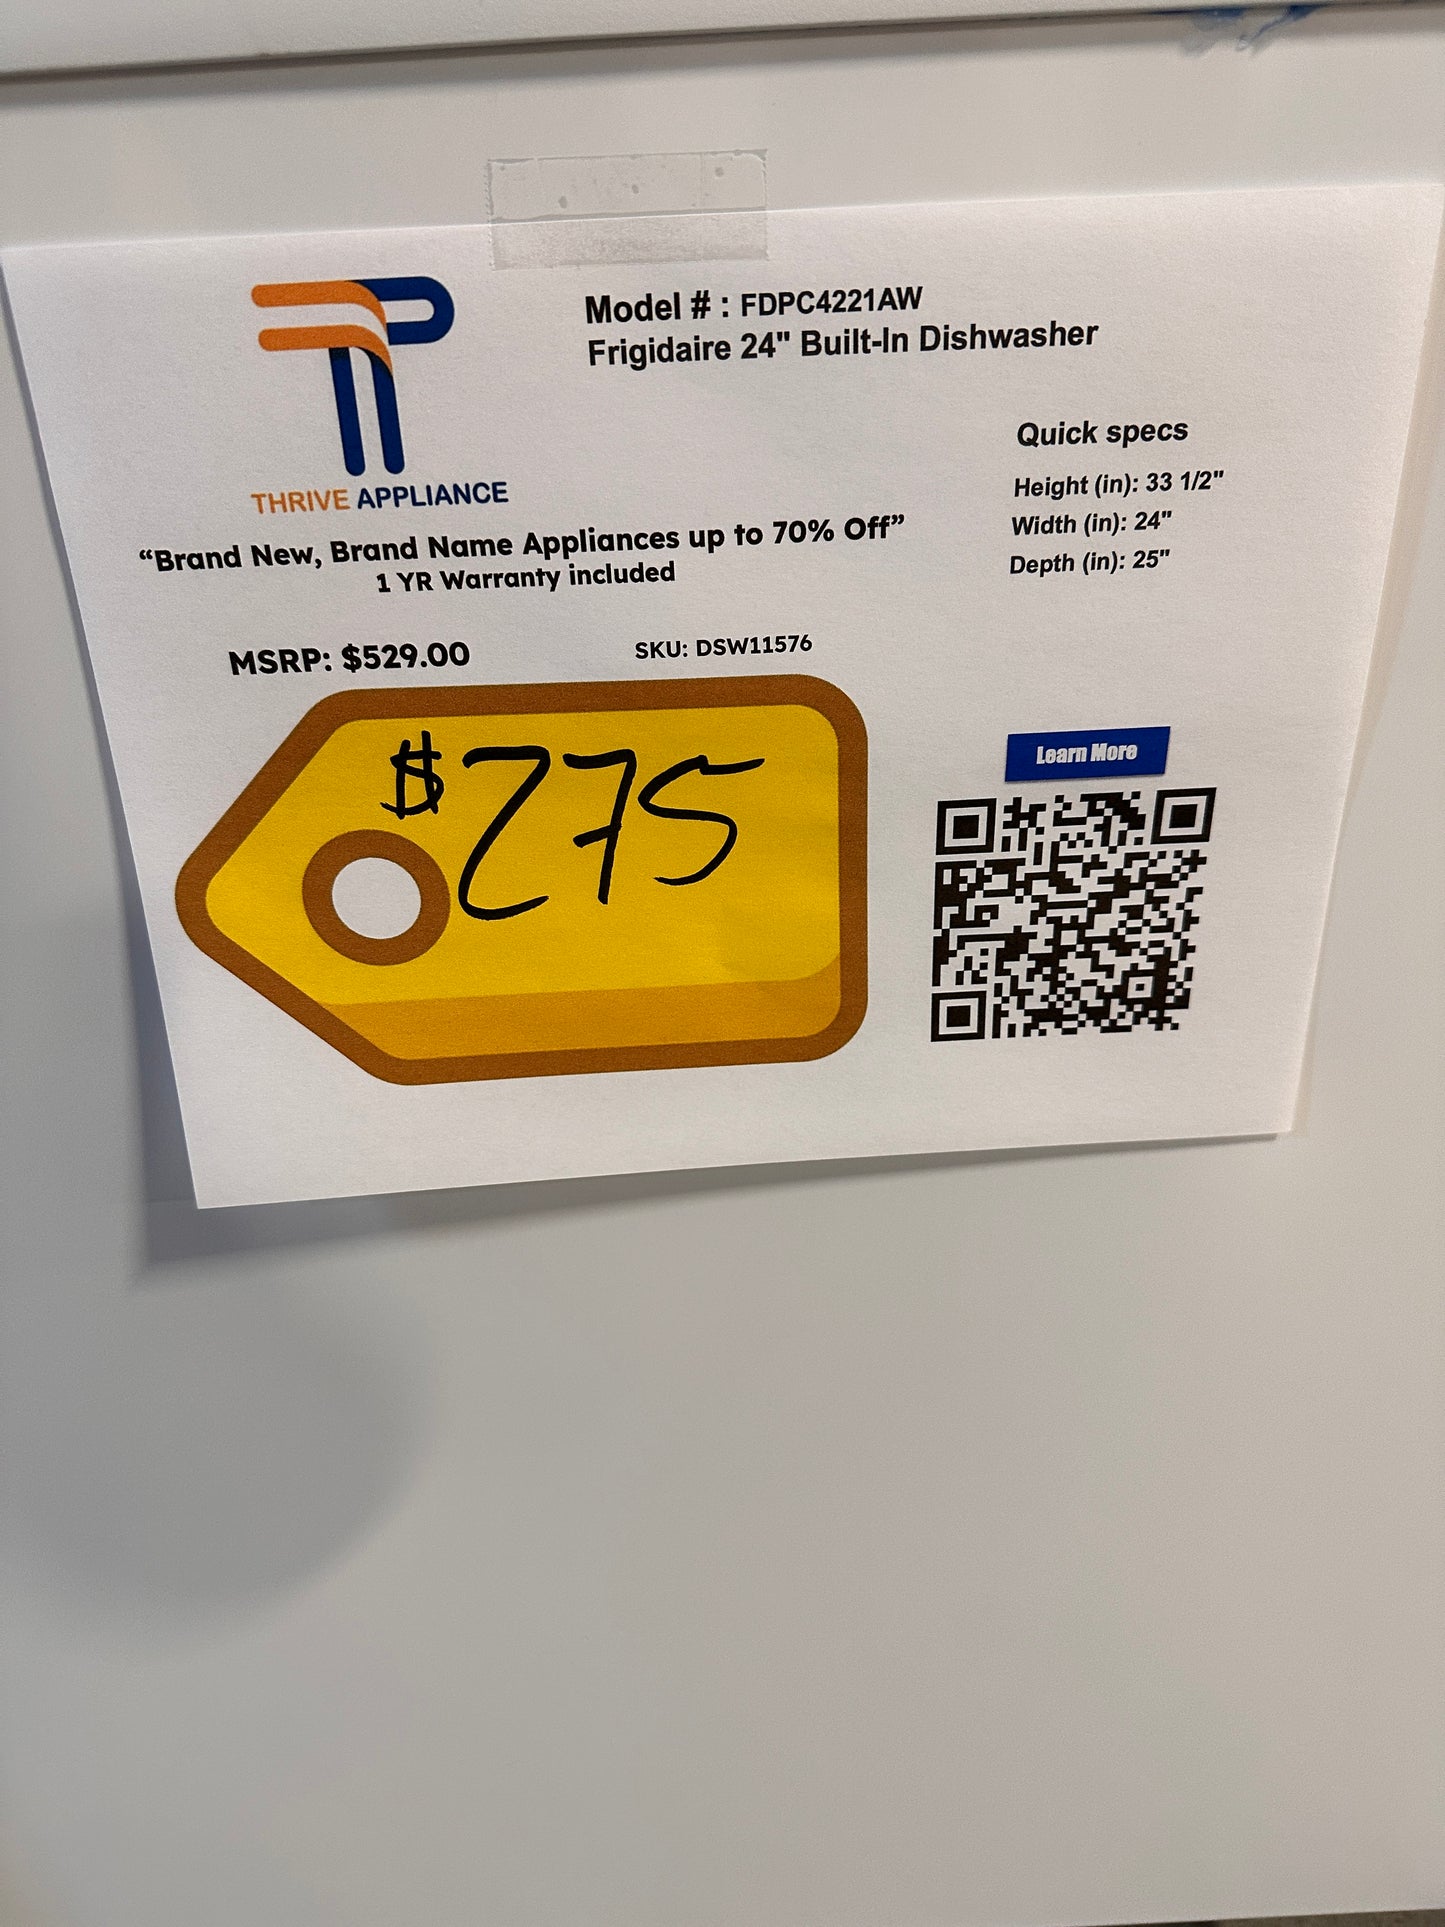 Model # : FDPC4221AW
Frigidaire 24" Built-In Dishwasher
THRIVE APPLIANCE
Quick specs
Height (in): 33 1/2"
Width (in): 24"
Depth (in): 25"
“Brand New, Brand Name Appliances up to 70% Off”
1 YR Warranty included
MSRP: $529.00
SKU: DSW11576
$275
Learn More